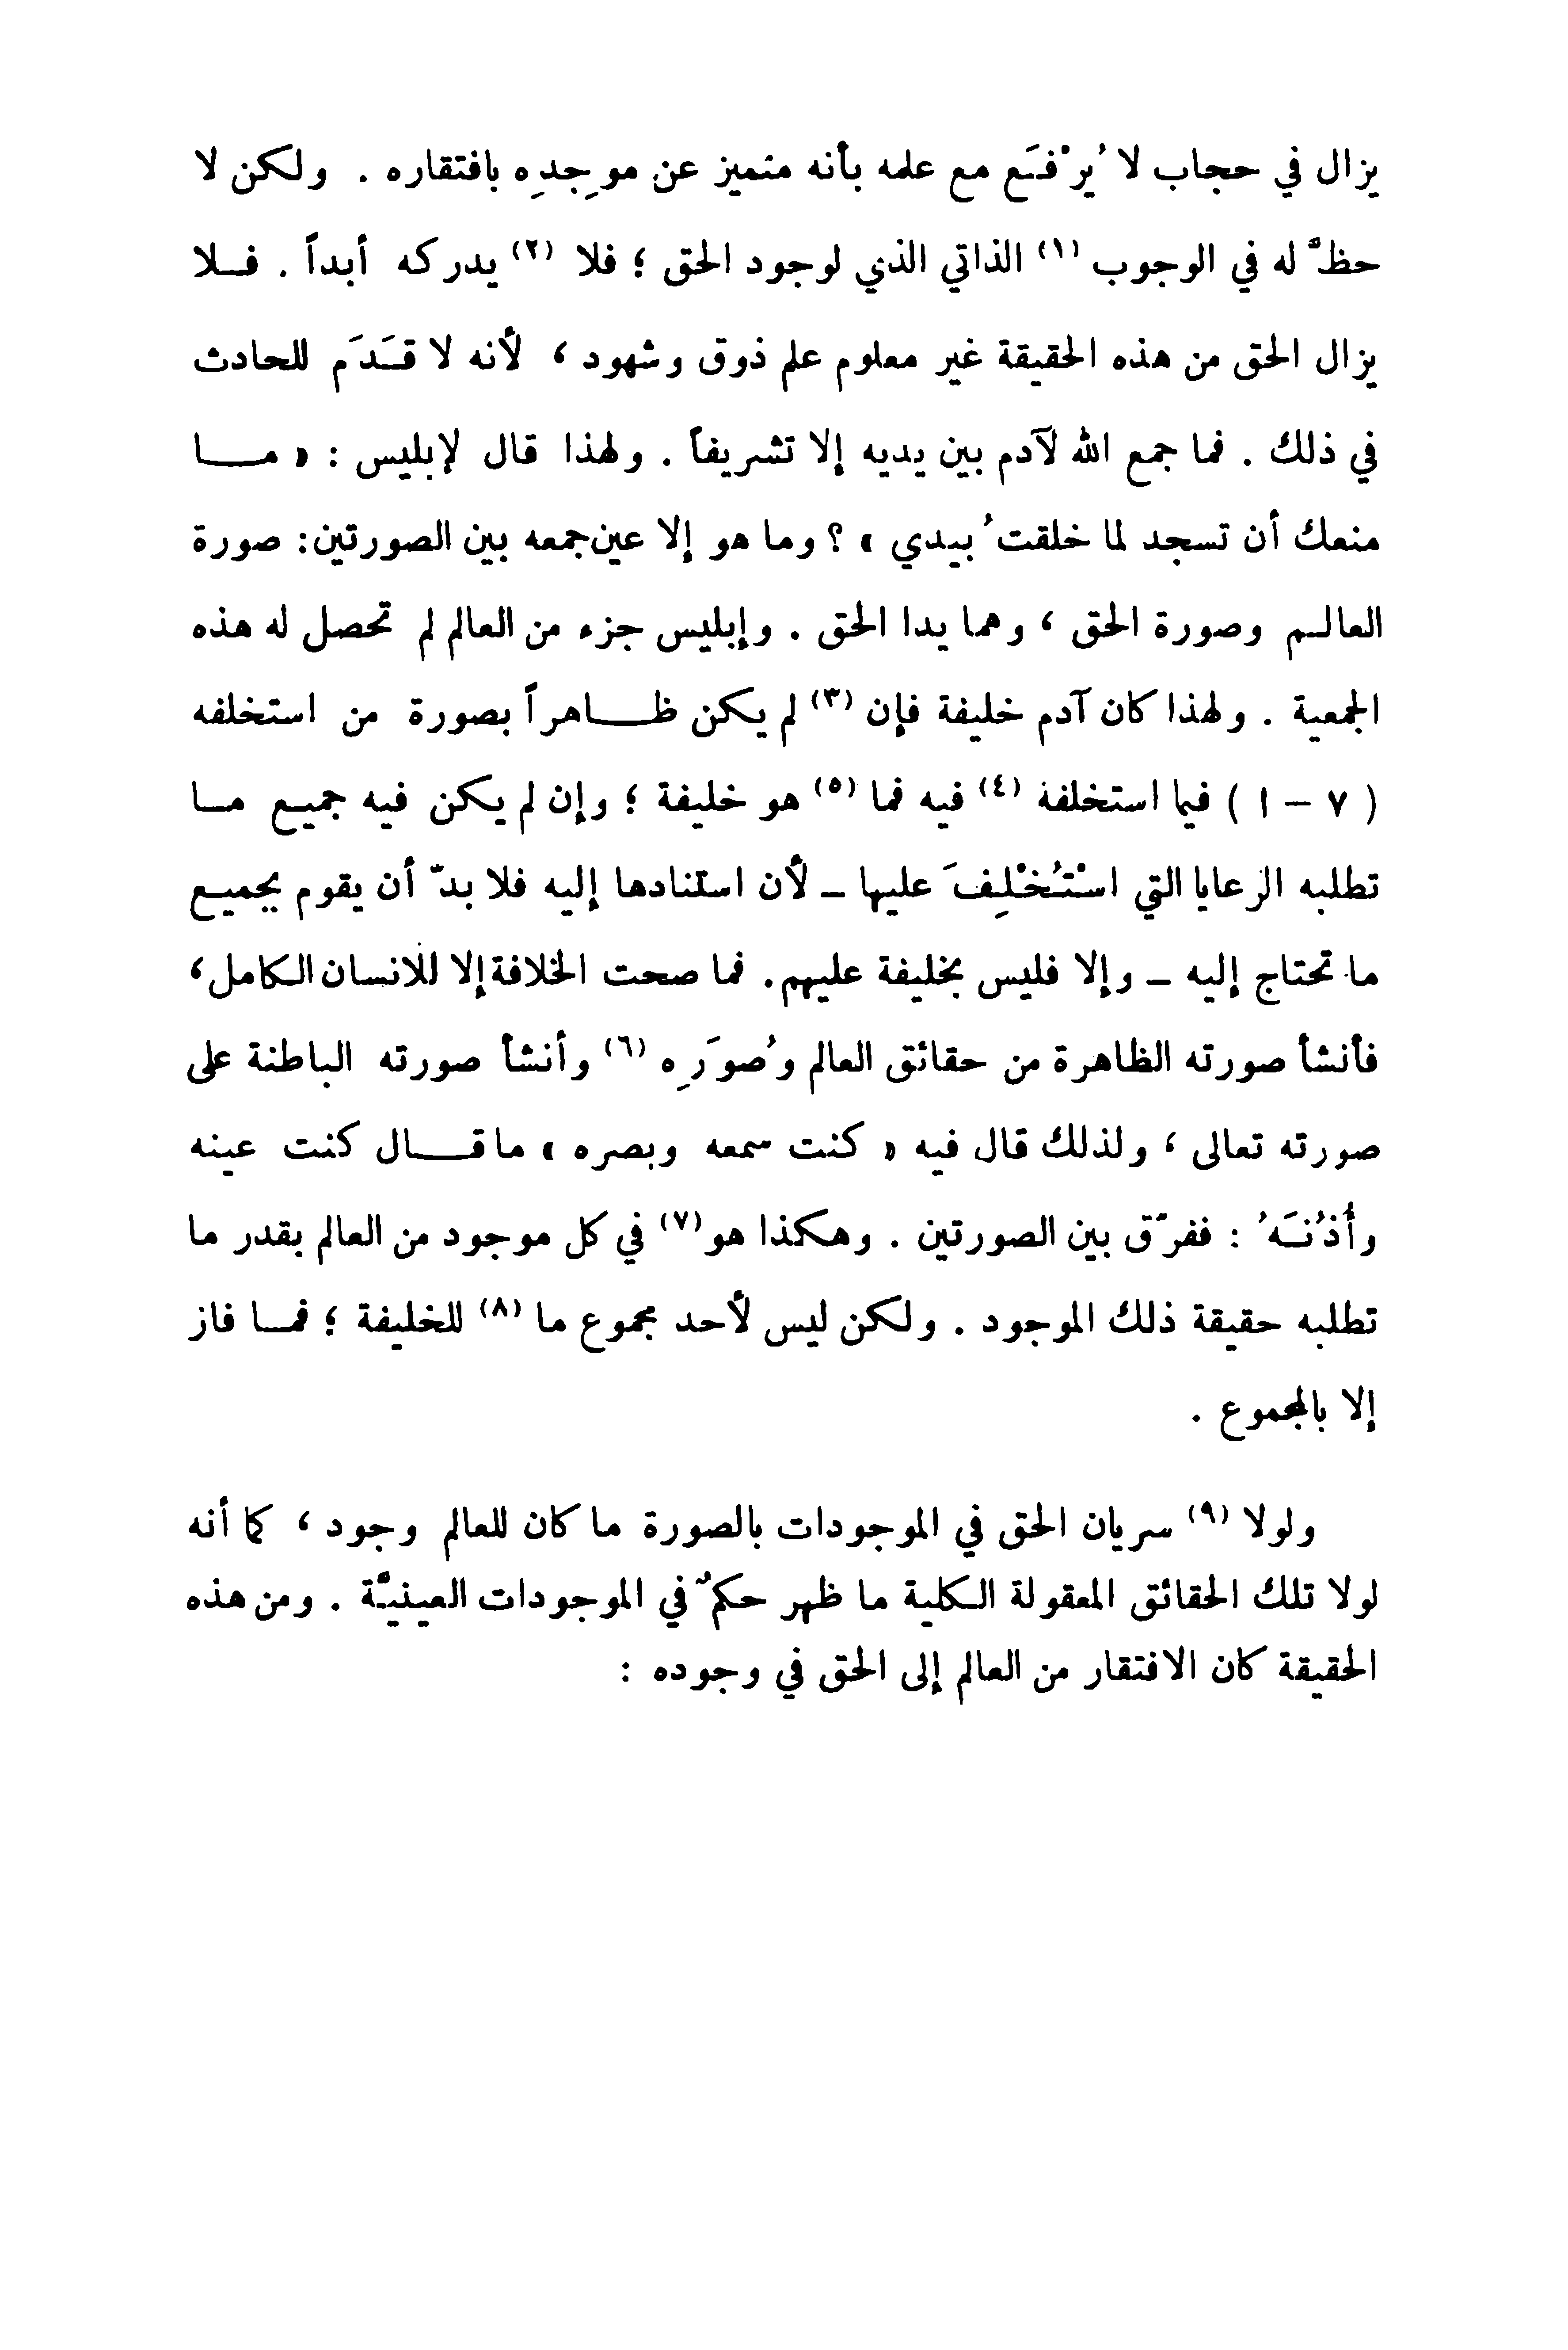 يزال في حجاب لا يُرْفَع مع علمه بأنه متميز عن موجِدِه بافتقاره . ولكن لا
حظَّ له في الوجوب (١) الذاتي الذي لوجود الحق ؛ فلا (٢) يدركه أبداً . فلا
يزال الحق من هذه الحقيقة غير معلوم علم ذوق وشهود ، لأنه لا قَدَم للحادث
في ذلك . فما جمع الله لآدم بين يديه إلا تشريفاً . ولهذا قال لإبليس : « ما
منعك أن تسجد لما خلقتُ بيدي » ؟ وما هو إلا عين جمعه بين الصورتين: صورة
العالم وصورة الحق ، وهما يدا الحق . وإبليس جزء من العالم لم تحصل له هذه
الجمعية . ولهذا كان آدم خليفة فإن (٣) لم يكن ظاهراً بصورة من استخلفه
( ٧ – ا ) فيما استخلفه (٤) فيه فما (٥) هو خليفة ؛ وإن لم يكن فيه جميع ما
تطلبه الرعايا التي اسْتُخْلِفَ عليها – لأن استنادها إليه فلا بدّ أن يقوم بجميع
ما تحتاج إليه – وإلا فليس بخليفة عليهم. فما صحت الخلافة إلا للانسان الكامل،
فأنشأ صورته الظاهرة من حقائق العالم وصُوَرِه (٦) وأنشأ صورته الباطنة على
صورته تعالى ، ولذلك قال فيه « كنت سمعه وبصره » ما قال كنت عينه
وأُذُنَهُ : ففرّق بين الصورتين . وهكذا هو (٧) في كل موجود من العالم بقدر ما
تطلبه حقيقة ذلك الموجود . ولكن ليس لأحد مجموع ما (٨) للخليفة ؛ فما فاز
إلا بالمجموع .
ولولا (٩) سريان الحق في الموجودات بالصورة ما كان للعالم وجود ، كما أنه
لولا تلك الحقائق المعقولة الكلية ما ظهر حكمٌ في الموجودات العينيَّة . ومن هذه
الحقيقة كان الافتقار من العالم إلى الحق في وجوده :